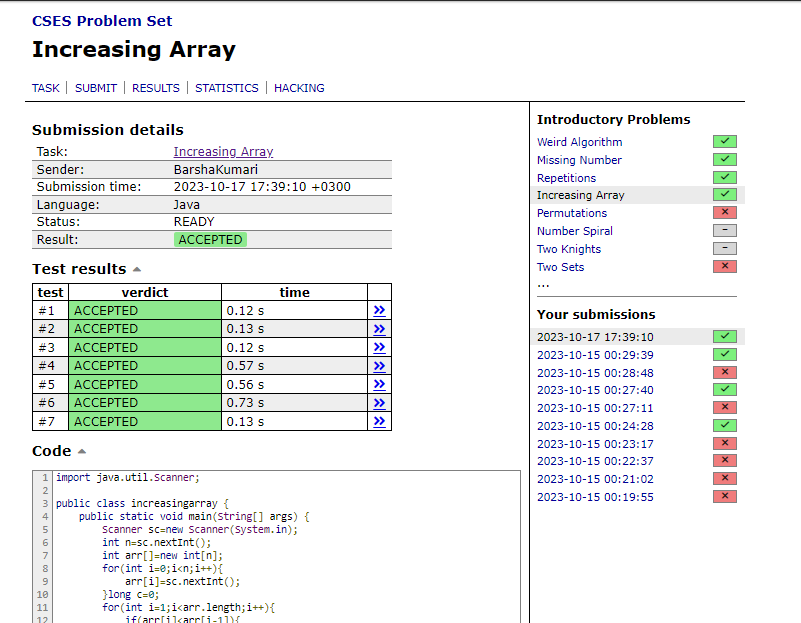 CSES Problem Set
Increasing Array
TASK | SUBMIT | RESULTS | STATISTICS | HACKING
Submission details
Task: Increasing Array
Sender: BarshaKumari
Submission time: 2023-10-17 17:39:10 +0300
Language: Java
Status: READY
Result: ACCEPTED
Test results
test verdict time
#1 ACCEPTED 0.12 s »
#2 ACCEPTED 0.13 s »
#3 ACCEPTED 0.12 s »
#4 ACCEPTED 0.57 s »
#5 ACCEPTED 0.56 s »
#6 ACCEPTED 0.73 s »
#7 ACCEPTED 0.13 s »
Code
1 import java.util.Scanner;
2
3 public class increasingarray {
4     public static void main(String[] args) {
5         Scanner sc=new Scanner(System.in);
6         int n=sc.nextInt();
7         int arr[]=new int[n];
8         for(int i=0;i<n;i++){
9             arr[i]=sc.nextInt();
10         }long c=0;
11         for(int i=1;i<arr.length;i++){
12             if(arr[i]<arr[i-1]){
Introductory Problems
Weird Algorithm ✓
Missing Number ✓
Repetitions ✓
Increasing Array ✓
Permutations ✕
Number Spiral –
Two Knights –
Two Sets ✕
...
Your submissions
2023-10-17 17:39:10 ✓
2023-10-15 00:29:39 ✓
2023-10-15 00:28:48 ✕
2023-10-15 00:27:40 ✓
2023-10-15 00:27:11 ✕
2023-10-15 00:24:28 ✓
2023-10-15 00:23:17 ✕
2023-10-15 00:22:37 ✕
2023-10-15 00:21:02 ✕
2023-10-15 00:19:55 ✕